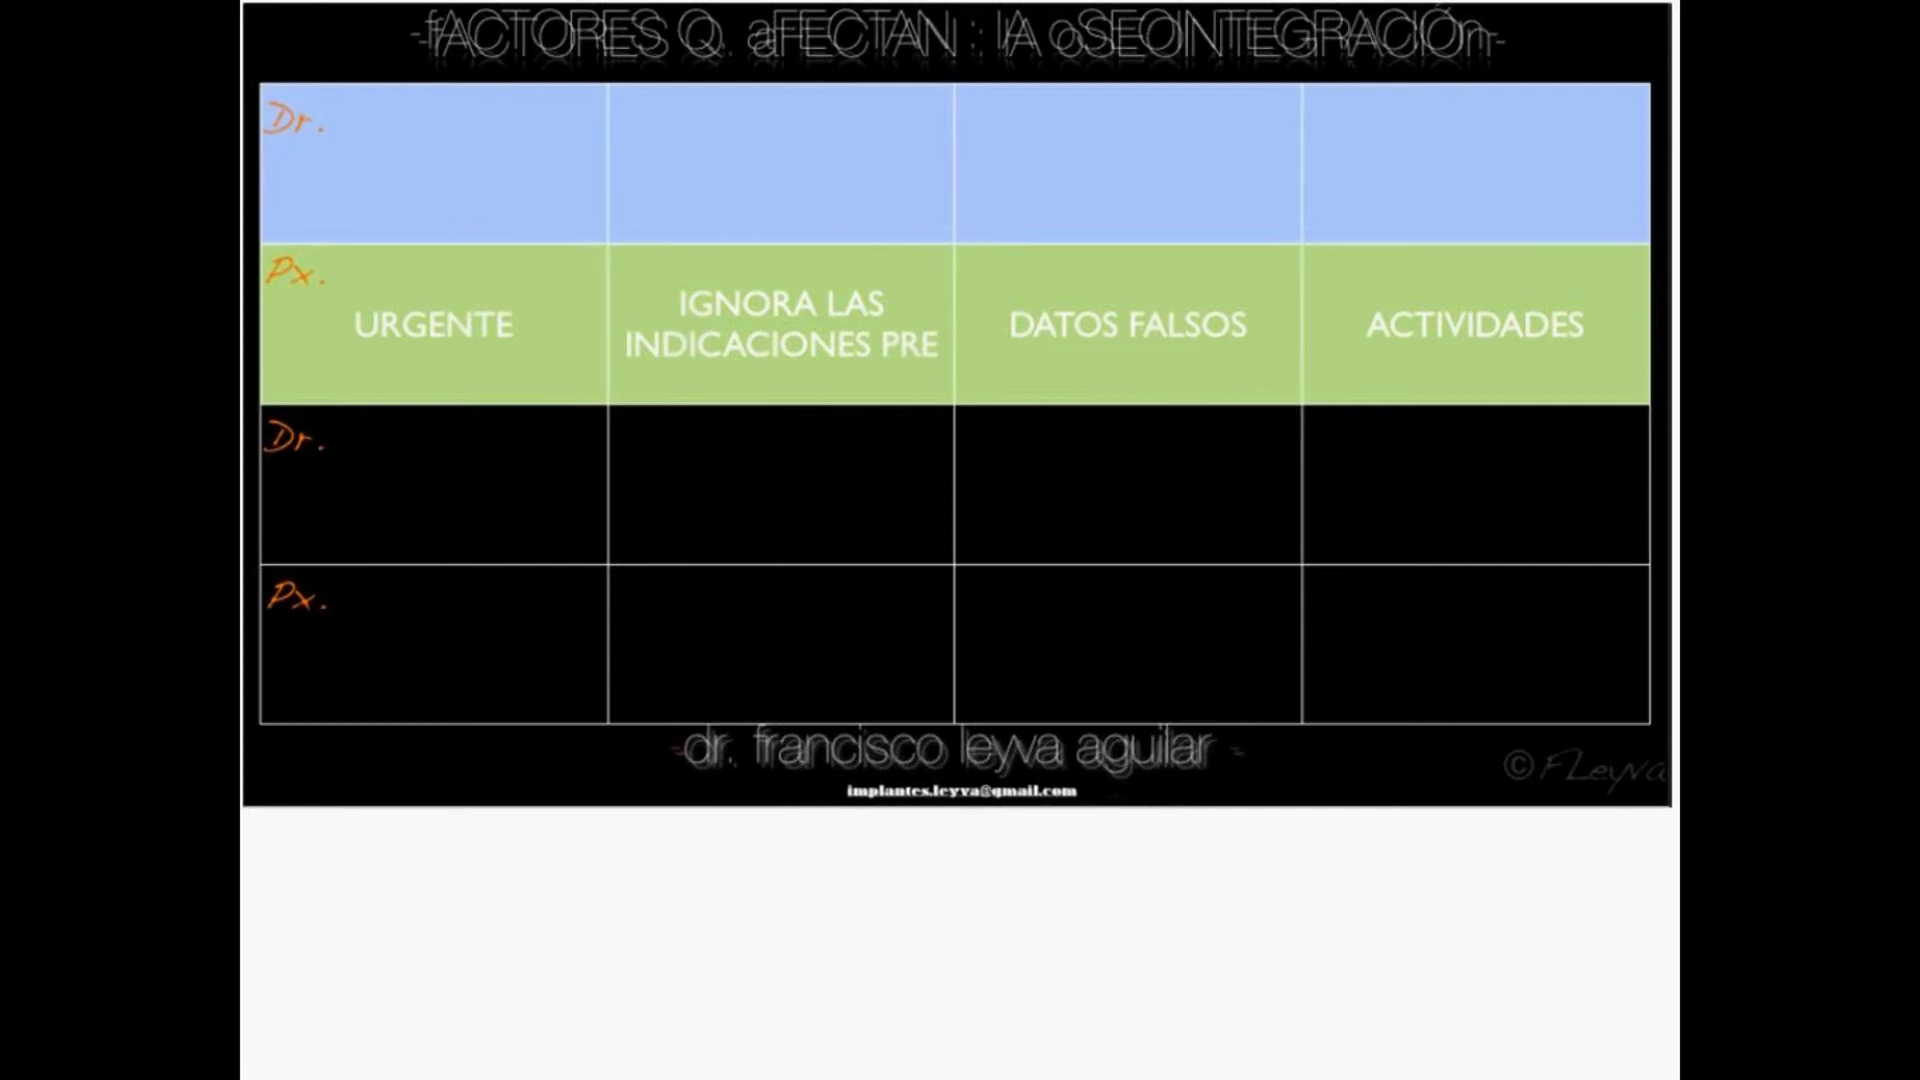 -fACTORES Q. aFECTAN : lA oSEOINTEGRACIÓn-
Dr.
Px.
URGENTE
IGNORA LAS
INDICACIONES PRE
DATOS FALSOS
ACTIVIDADES
Dr.
Px.
-dr. francisco leyva aguilar -
implantes.leyva@gmail.com
©FLeyva